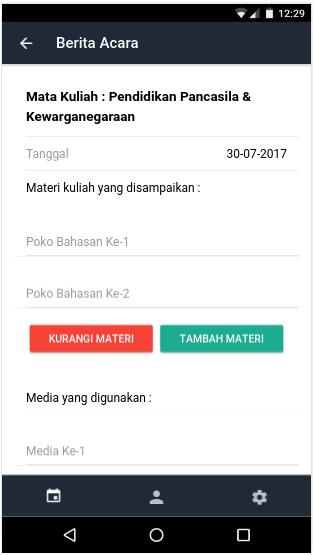 12:29
Berita Acara
Mata Kuliah : Pendidikan Pancasila &
Kewarganegaraan
Tanggal 30-07-2017
Materi kuliah yang disampaikan :
Poko Bahasan Ke-1
Poko Bahasan Ke-2
KURANGI MATERI TAMBAH MATERI
Media yang digunakan :
Media Ke-1